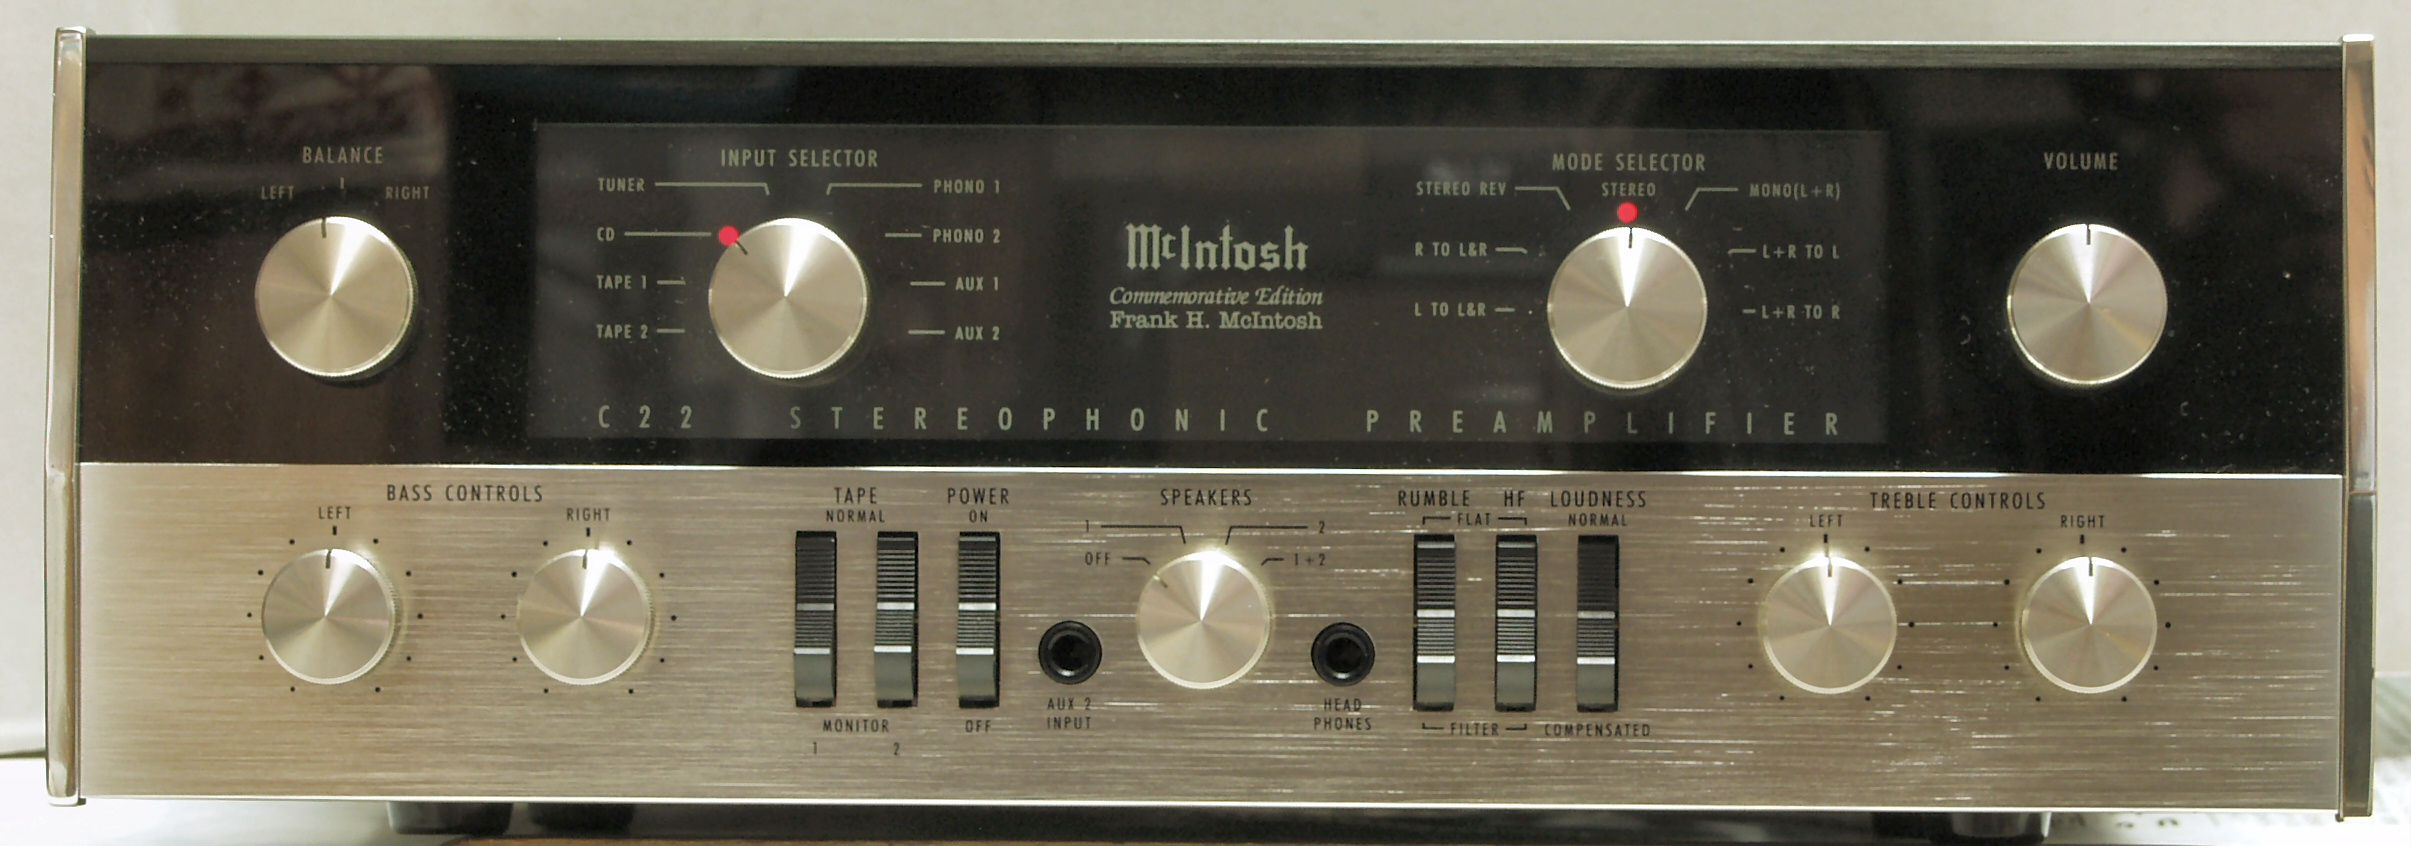 BALANCE
LEFT 1 RIGHT
INPUT SELECTOR
TUNER PHONO 1
CD PHONO 2
TAPE 1 AUX 1
TAPE 2 AUX 2
McIntosh
Commemorative Edition
Frank H. McIntosh
MODE SELECTOR
STEREO REV STEREO MONO(L+R)
R TO L&R L+R TO L
L TO L&R L+R TO R
VOLUME
C22 STEREOPHONIC PREAMPLIFIER
BASS CONTROLS
LEFT RIGHT
TAPE
NORMAL
MONITOR
1 2
POWER
ON
OFF
AUX 2
INPUT
SPEAKERS
1 2
OFF 1+2
HEAD
PHONES
RUMBLE HF
FLAT
FILTER
LOUDNESS
NORMAL
COMPENSATED
TREBLE CONTROLS
LEFT RIGHT